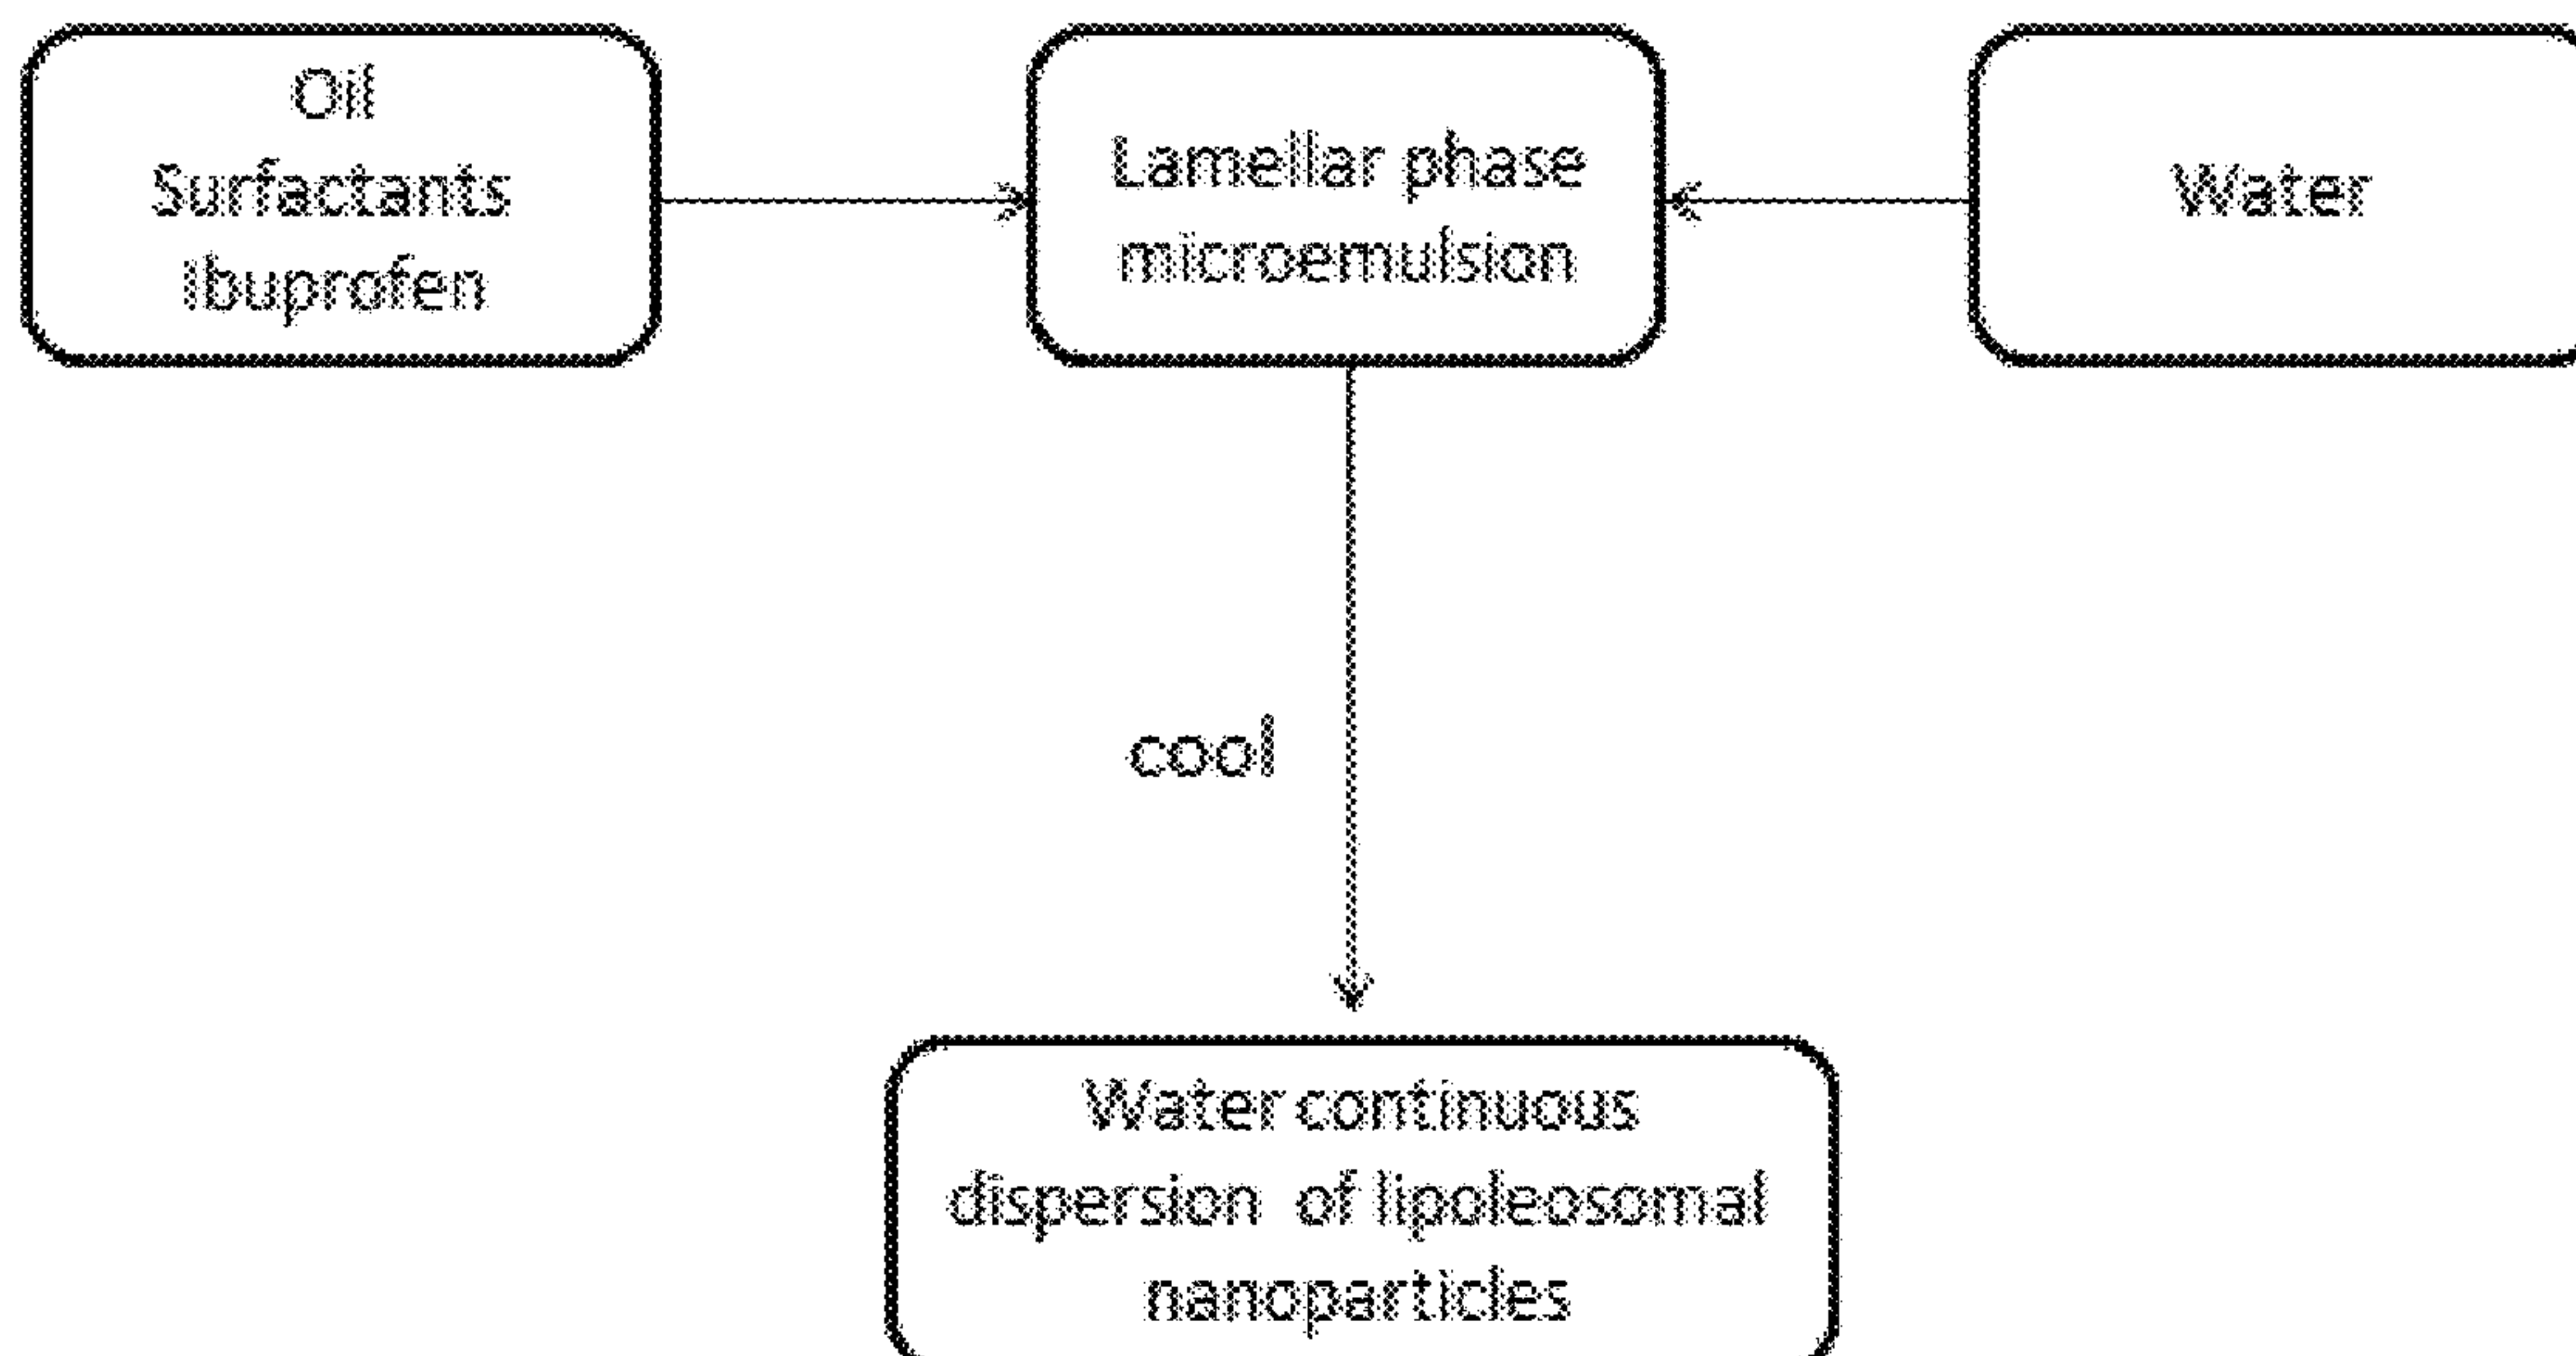 Oil
Surfactants
Ibuprofen
Lamellar phase
microemulsion
Water
cool
Water continuous
dispersion of lipoleosomal
nanoparticles